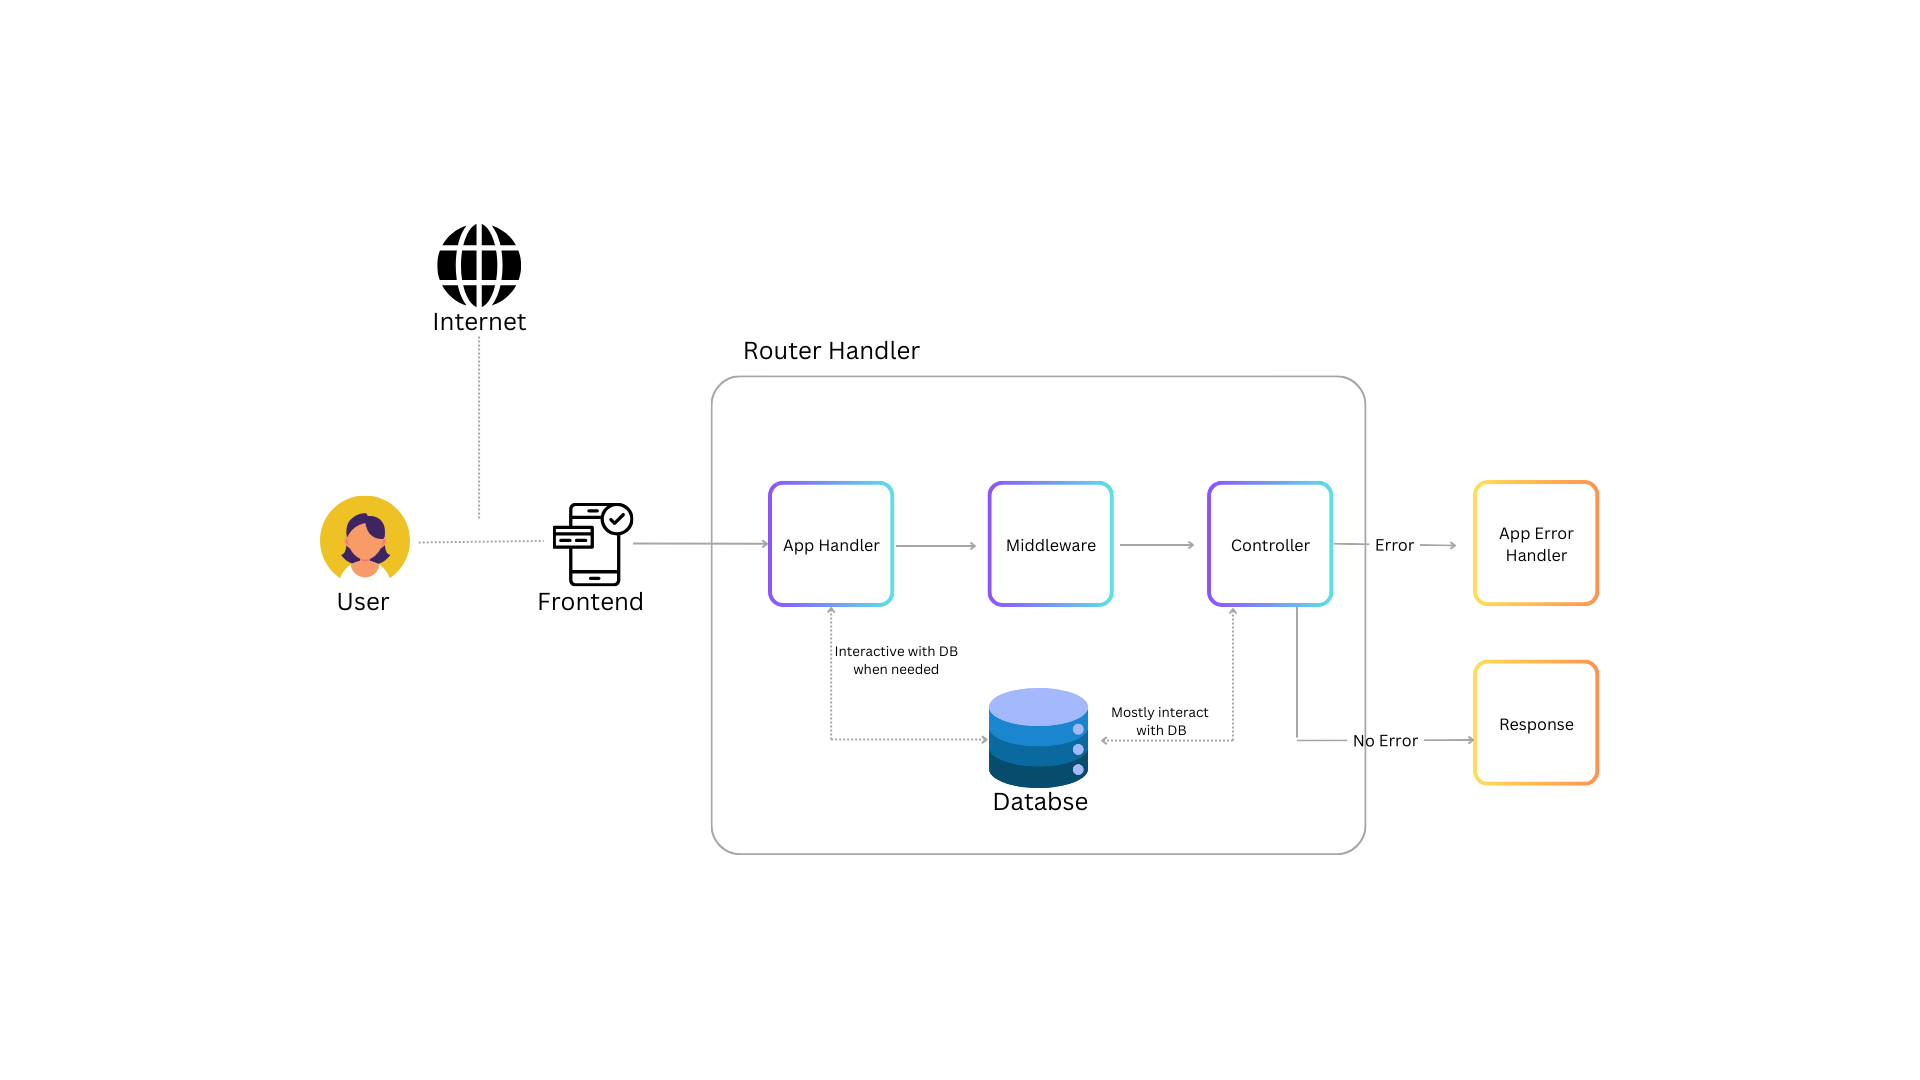 Internet
Router Handler
User
Frontend
App Handler
Middleware
Controller
Error
App Error
Handler
Interactive with DB
when needed
Mostly interact
with DB
No Error
Response
Databse